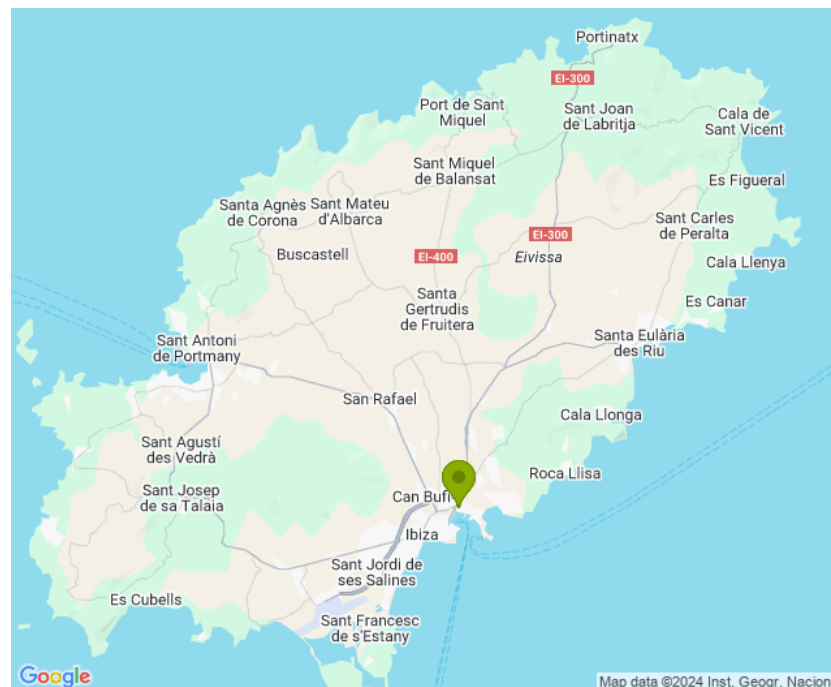 Portinatx
EI-300
Port de Sant
Miquel
Sant Joan
de Labritja
Cala de
Sant Vicent
Sant Miquel
de Balansat
Es Figueral
Santa Agnès
de Corona
Sant Mateu
d'Albarca
Sant Carles
de Peralta
EI-300
Buscastell
EI-400
Eivissa
Cala Llenya
Santa
Gertrudis
de Fruitera
Es Canar
Sant Antoni
de Portmany
Santa Eulària
des Riu
San Rafael
Cala Llonga
Sant Agustí
des Vedrà
Roca Llisa
Sant Josep
de sa Talaia
Can Bufí
Ibiza
Sant Jordi de
ses Salines
Es Cubells
Sant Francesc
de s'Estany
Google
Map data ©2024 Inst. Geogr. Nacion